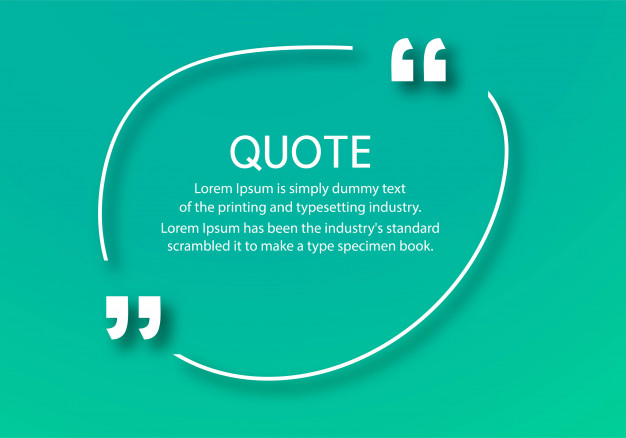 “
QUOTE
Lorem Ipsum is simply dummy text
of the printing and typesetting industry.
Lorem Ipsum has been the industry's standard
scrambled it to make a type specimen book.
”